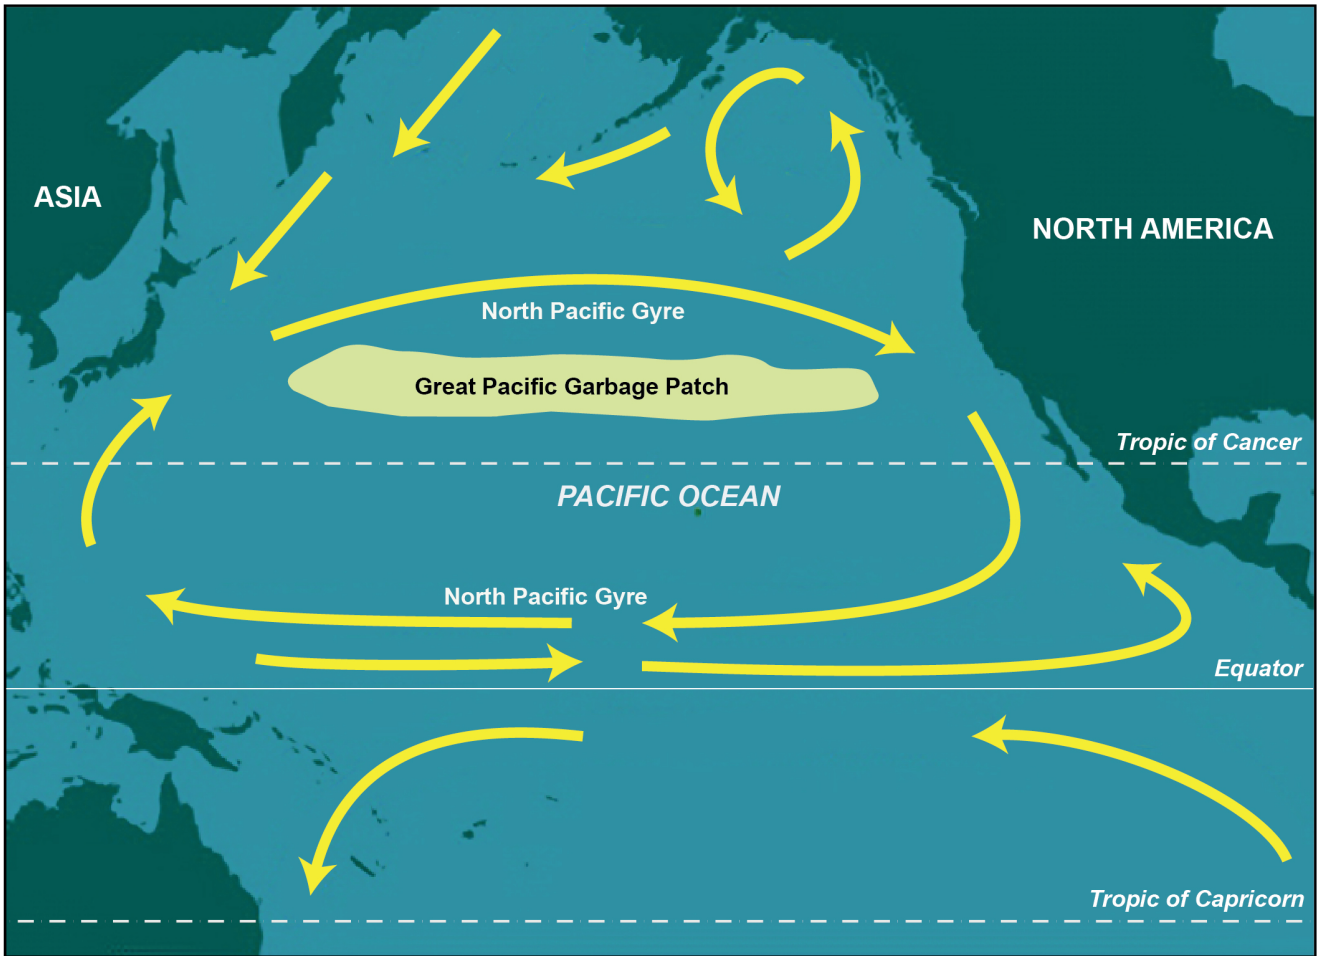 ASIA
NORTH AMERICA
North Pacific Gyre
Great Pacific Garbage Patch
Tropic of Cancer
PACIFIC OCEAN
North Pacific Gyre
Equator
Tropic of Capricorn